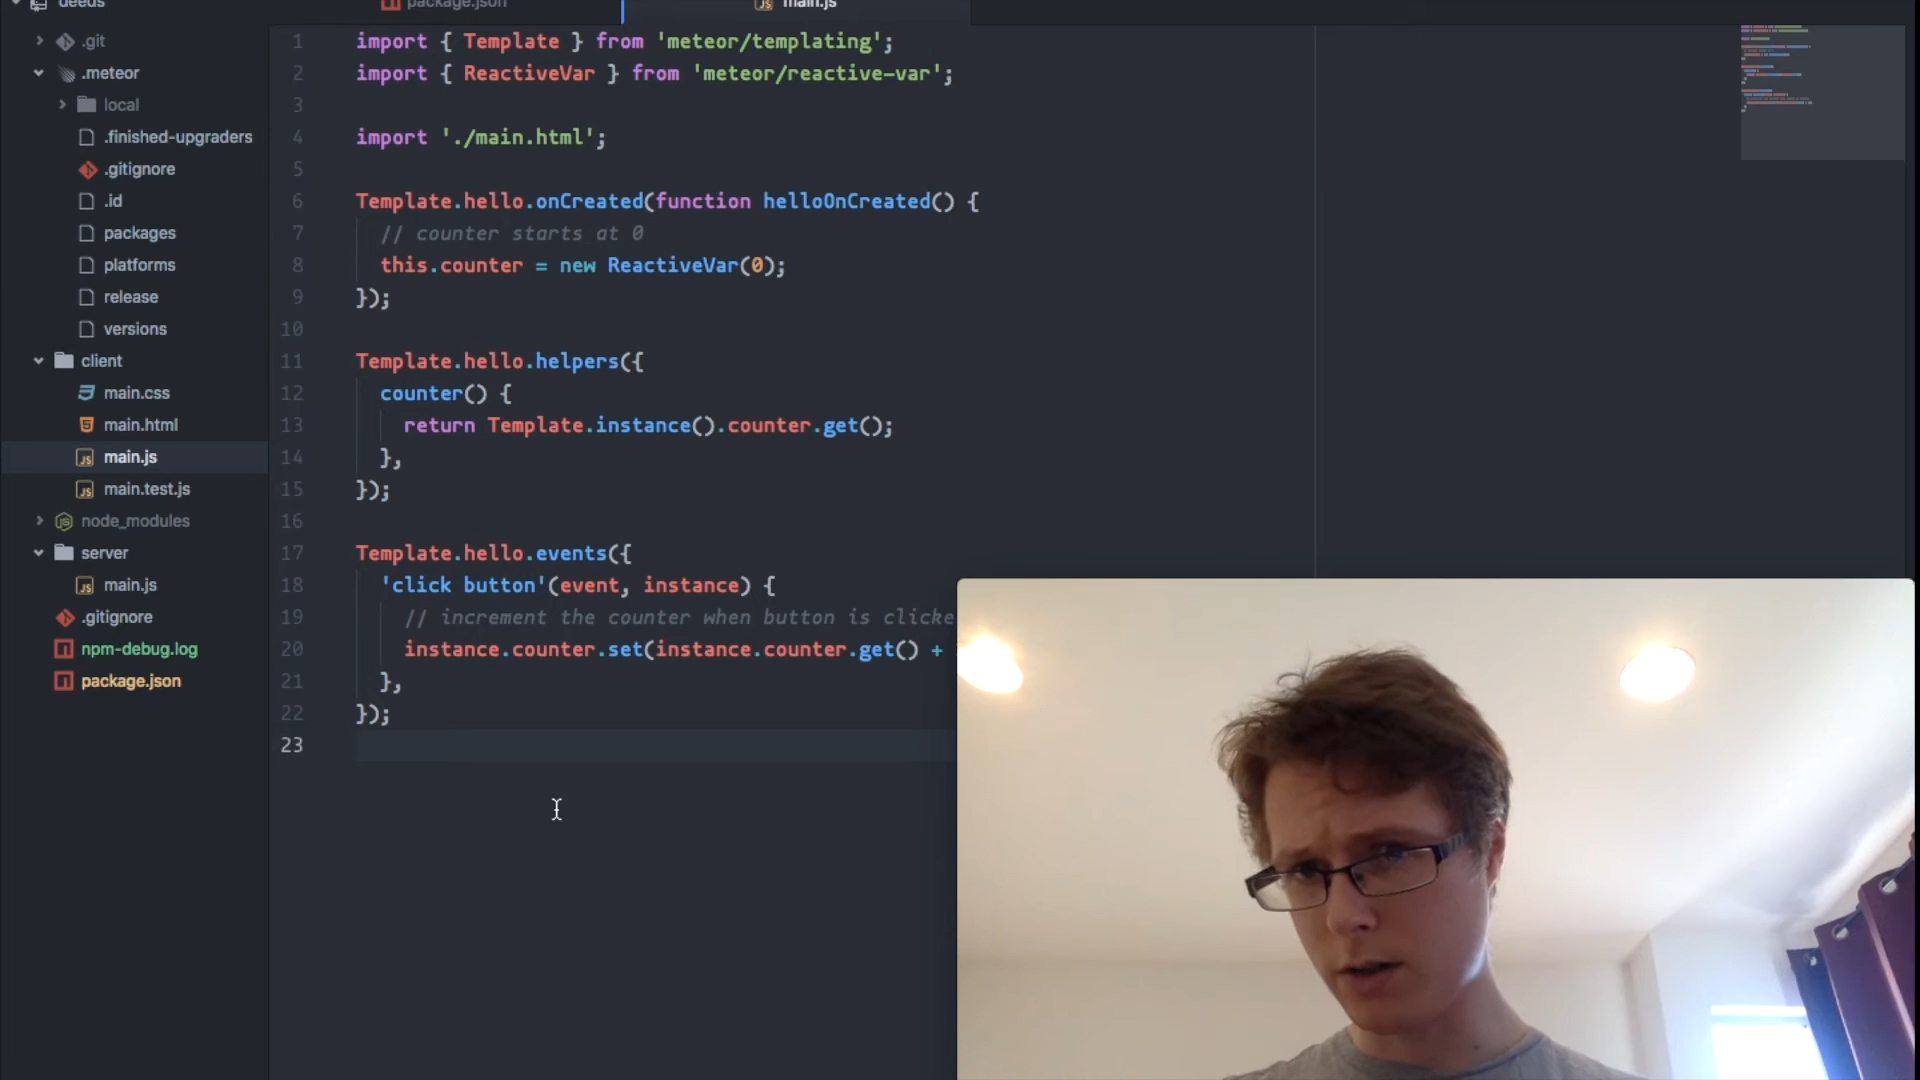 deeds
.git
.meteor
local
.finished-upgraders
.gitignore
.id
packages
platforms
release
versions
client
main.css
main.html
main.js
main.test.js
node_modules
server
main.js
.gitignore
npm-debug.log
package.json
package.json
main.js
1 import { Template } from 'meteor/templating';
2 import { ReactiveVar } from 'meteor/reactive-var';
3
4 import './main.html';
5
6 Template.hello.onCreated(function helloOnCreated() {
7 // counter starts at 0
8 this.counter = new ReactiveVar(0);
9 });
10
11 Template.hello.helpers({
12 counter() {
13 return Template.instance().counter.get();
14 },
15 });
16
17 Template.hello.events({
18 'click button'(event, instance) {
19 // increment the counter when button is clicke
20 instance.counter.set(instance.counter.get() +
21 },
22 });
23